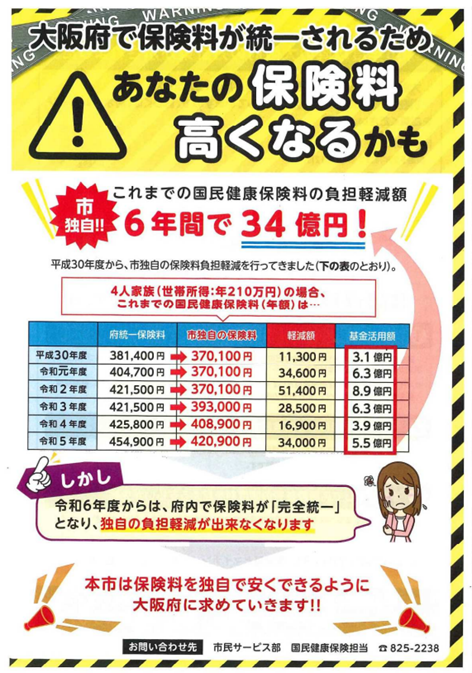 WARNING WARNING WARNING
大阪府で保険料が統一されるため
あなたの保険料
高くなるかも
市
独自!!
これまでの国民健康保険料の負担軽減額
6年間で34億円!
平成30年度から、市独自の保険料負担軽減を行ってきました(下の表のとおり)。
4人家族(世帯所得:年210万円)の場合、
これまでの国民健康保険料(年額)は…
府統一保険料 市独自の保険料 軽減額 基金活用額
平成30年度 381,400円 ➡ 370,100円 11,300円 3.1億円
令和元年度 404,700円 ➡ 370,100円 34,600円 6.3億円
令和2年度 421,500円 ➡ 370,100円 51,400円 8.9億円
令和3年度 421,500円 ➡ 393,000円 28,500円 6.3億円
令和4年度 425,800円 ➡ 408,900円 16,900円 3.9億円
令和5年度 454,900円 ➡ 420,900円 34,000円 5.5億円
しかし
令和6年度からは、府内で保険料が「完全統一」
となり、独自の負担軽減が出来なくなります
本市は保険料を独自で安くできるように
大阪府に求めていきます!!
お問い合わせ先 市民サービス部 国民健康保険担当 ☎825-2238